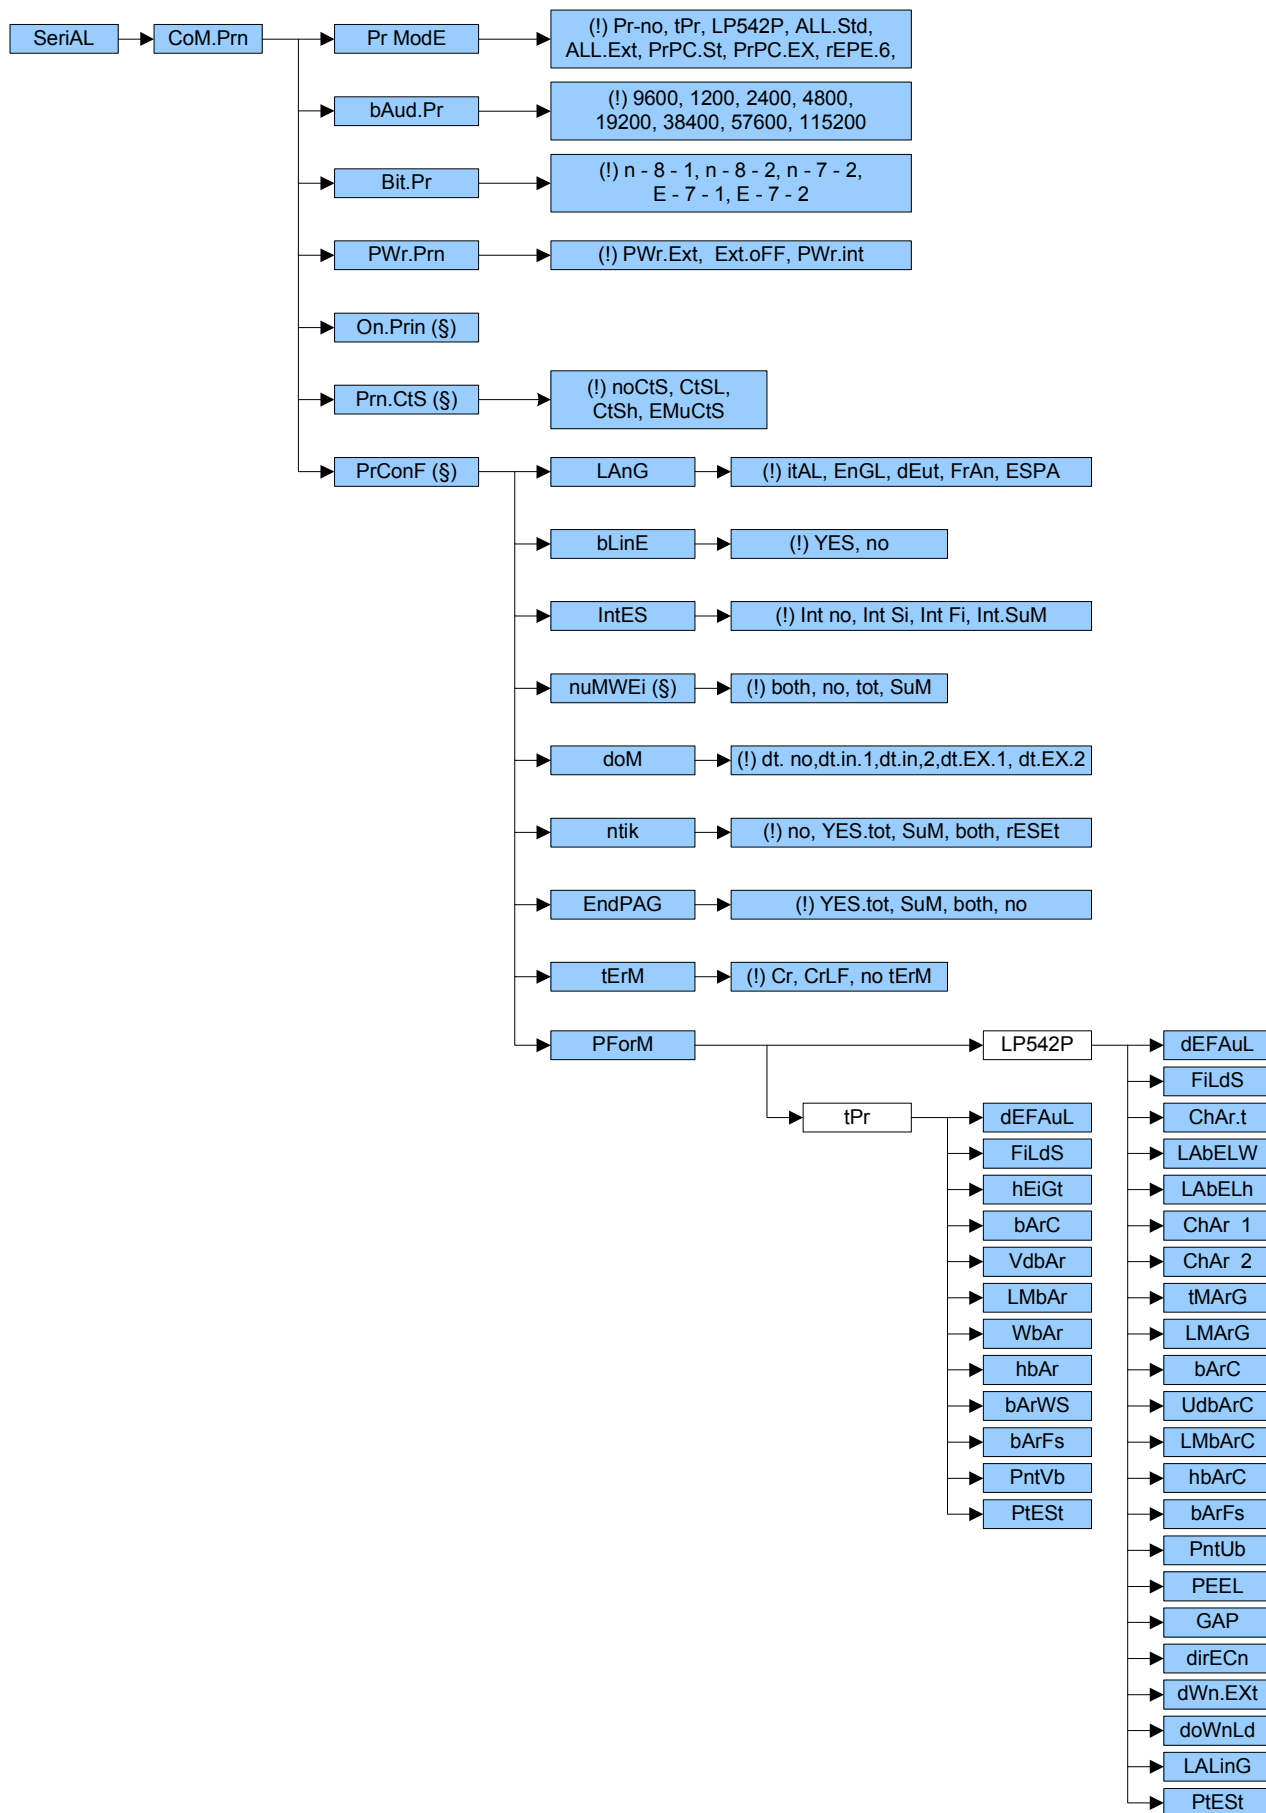 SeriAL
CoM.Prn
Pr ModE
(!) Pr-no, tPr, LP542P, ALL.Std,
ALL.Ext, PrPC.St, PrPC.EX, rEPE.6,
bAud.Pr
(!) 9600, 1200, 2400, 4800,
19200, 38400, 57600, 115200
Bit.Pr
(!) n - 8 - 1, n - 8 - 2, n - 7 - 2,
E - 7 - 1, E - 7 - 2
PWr.Prn
(!) PWr.Ext, Ext.oFF, PWr.int
On.Prin (§)
Prn.CtS (§)
(!) noCtS, CtSL,
CtSh, EMuCtS
PrConF (§)
LAnG
(!) itAL, EnGL, dEut, FrAn, ESPA
bLinE
(!) YES, no
IntES
(!) Int no, Int Si, Int Fi, Int.SuM
nuMWEi (§)
(!) both, no, tot, SuM
doM
(!) dt. no,dt.in.1,dt.in,2,dt.EX.1, dt.EX.2
ntik
(!) no, YES.tot, SuM, both, rESEt
EndPAG
(!) YES.tot, SuM, both, no
tErM
(!) Cr, CrLF, no tErM
PForM
tPr
dEFAuL
FiLdS
hEiGt
bArC
VdbAr
LMbAr
WbAr
hbAr
bArWS
bArFs
PntVb
PtESt
LP542P
dEFAuL
FiLdS
ChAr.t
LAbELW
LAbELh
ChAr 1
ChAr 2
tMArG
LMArG
bArC
UdbArC
LMbArC
hbArC
bArFs
PntUb
PEEL
GAP
dirECn
dWn.EXt
doWnLd
LALinG
PtESt